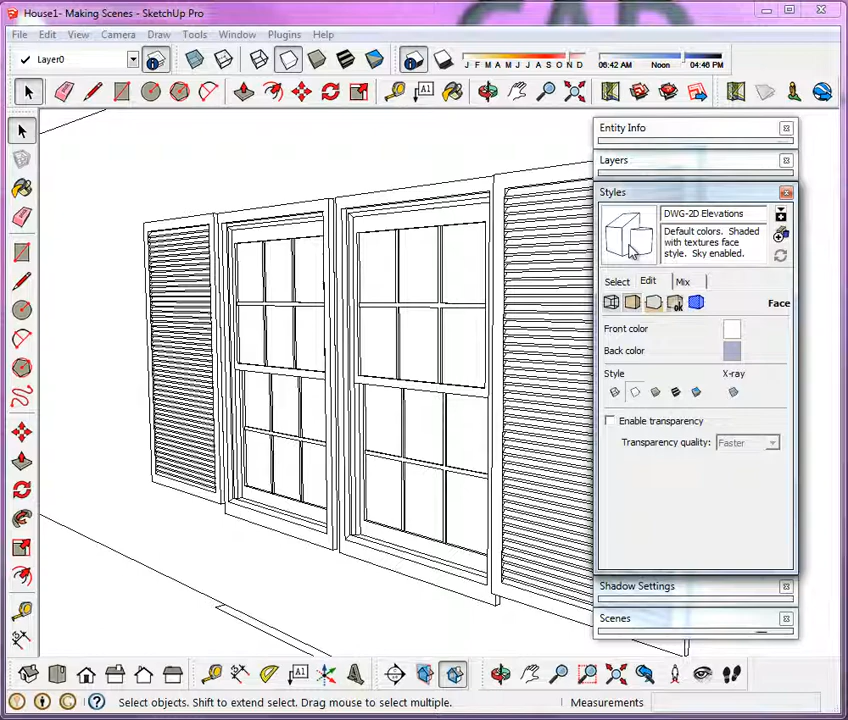 House1- Making Scenes - SketchUp Pro
File Edit View Camera Draw Tools Window Plugins Help
Layer0
J F M A M J J A S O N D
06:42 AM Noon 04:46 PM
A1
Entity Info
Layers
Styles
DWG-2D Elevations
Default colors. Shaded
with textures face
style. Sky enabled.
Select Edit Mix
Face
Front color
Back color
Style X-ray
Enable transparency
Transparency quality: Faster
Shadow Settings
Scenes
A1
Select objects. Shift to extend select. Drag mouse to select multiple. Measurements